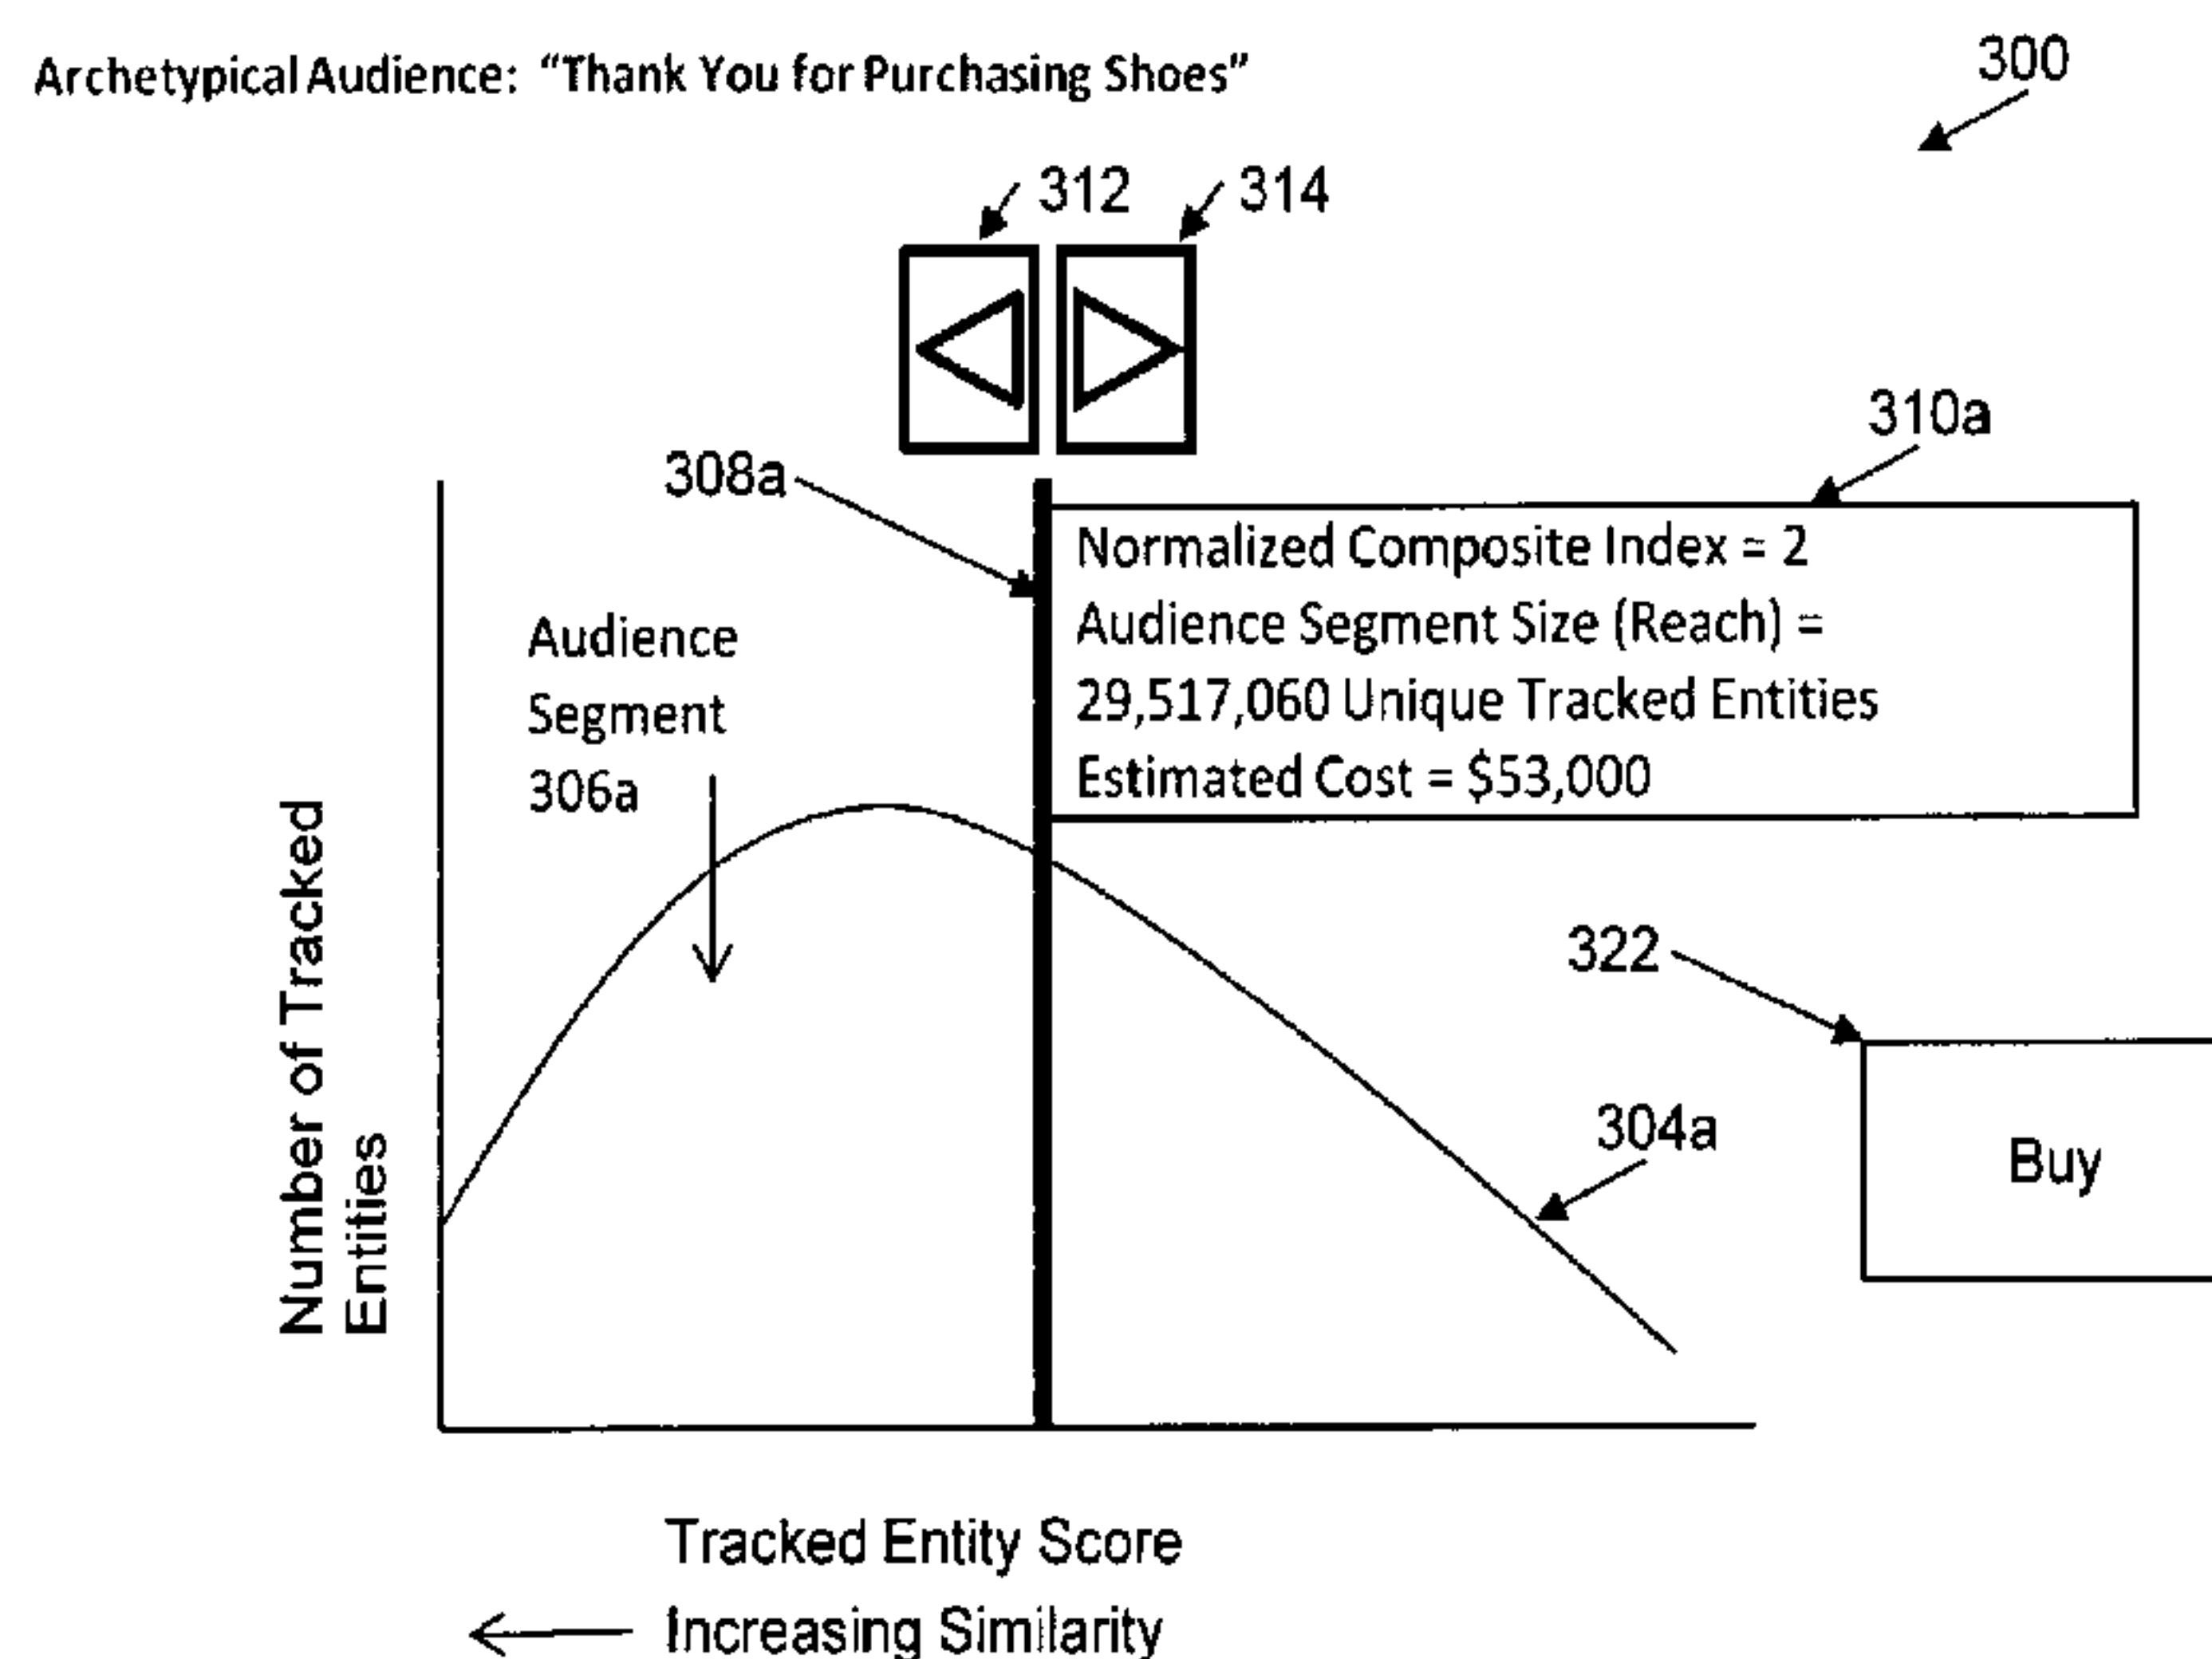 Archetypical Audience: “Thank You for Purchasing Shoes”
300
312
314
310a
308a
Normalized Composite Index = 2
Audience Segment Size (Reach) =
29,517,060 Unique Tracked Entities
Estimated Cost = $53,000
Audience
Segment
306a
322
304a
Buy
Number of Tracked
Entities
Tracked Entity Score
Increasing Similarity